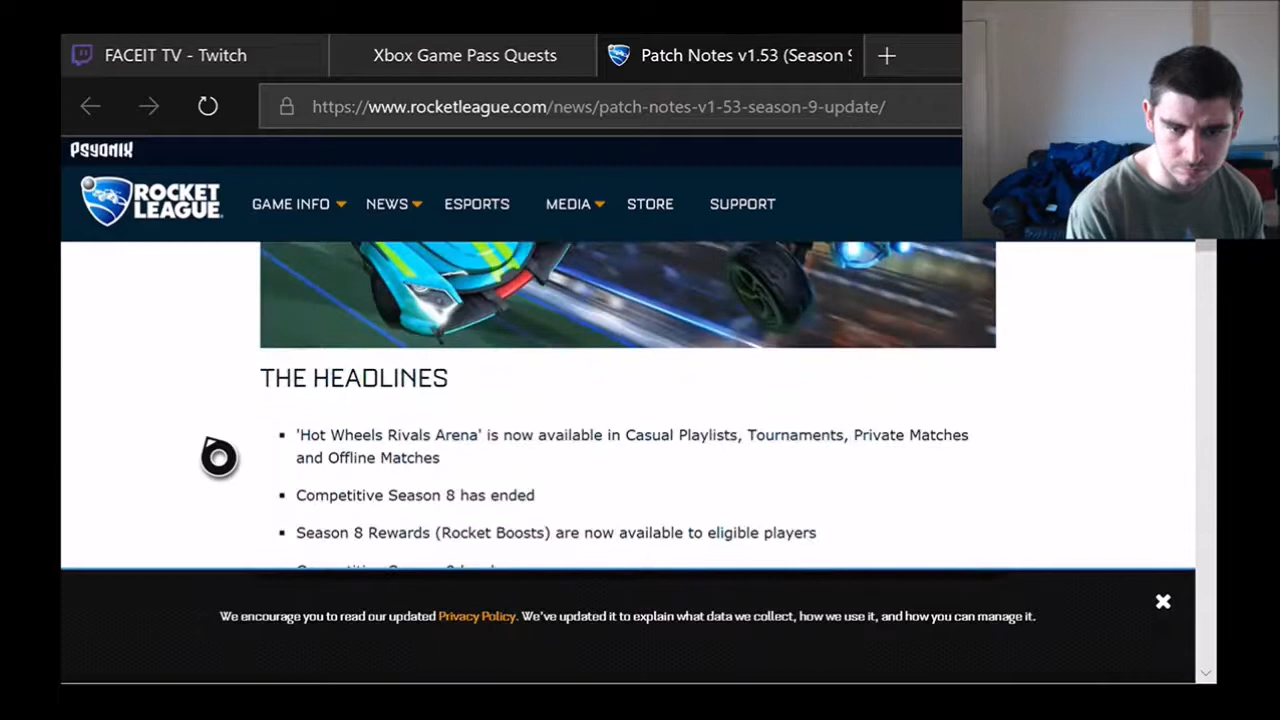 FACEIT TV - Twitch
Xbox Game Pass Quests
Patch Notes v1.53 (Season
https://www.rocketleague.com/news/patch-notes-v1-53-season-9-update/
PSYONIX
ROCKET
LEAGUE
GAME INFO
NEWS
ESPORTS
MEDIA
STORE
SUPPORT
THE HEADLINES
▪ 'Hot Wheels Rivals Arena' is now available in Casual Playlists, Tournaments, Private Matches
and Offline Matches
▪ Competitive Season 8 has ended
▪ Season 8 Rewards (Rocket Boosts) are now available to eligible players
We encourage you to read our updated Privacy Policy. We've updated it to explain what data we collect, how we use it, and how you can manage it.